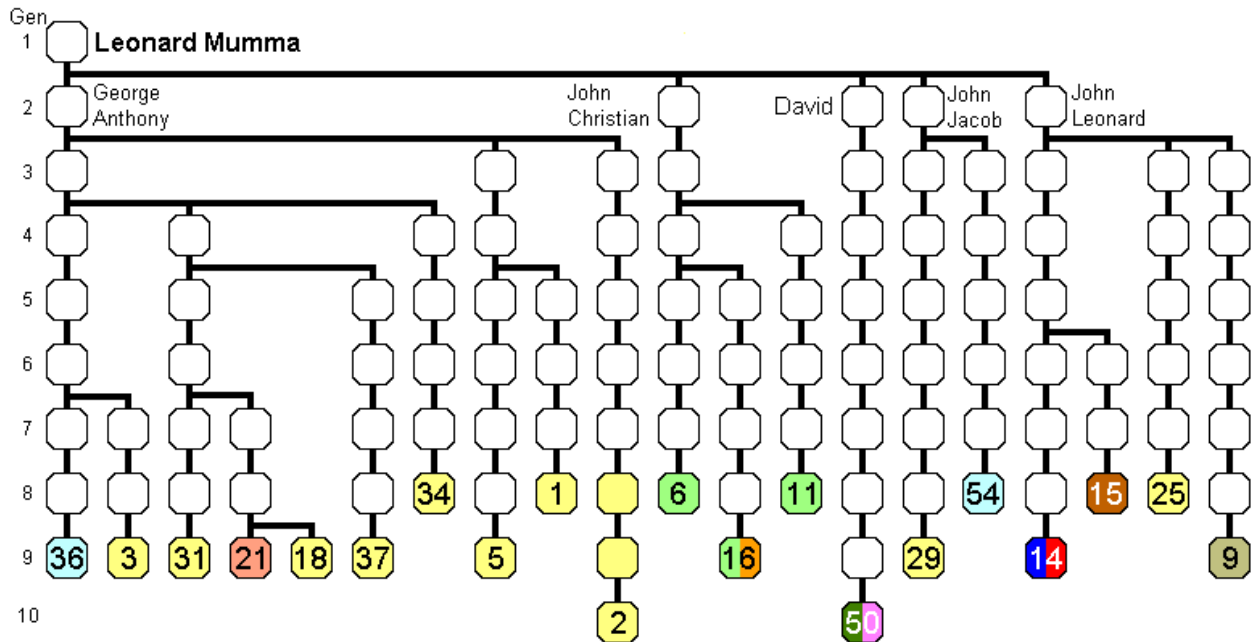 Gen
1 Leonard Mumma
2 George Anthony John Christian David John Jacob John Leonard
3
4
5
6
7
8 34 1 6 11 54 15 25
9 36 3 31 21 18 37 5 16 29 14 9
10 2 50